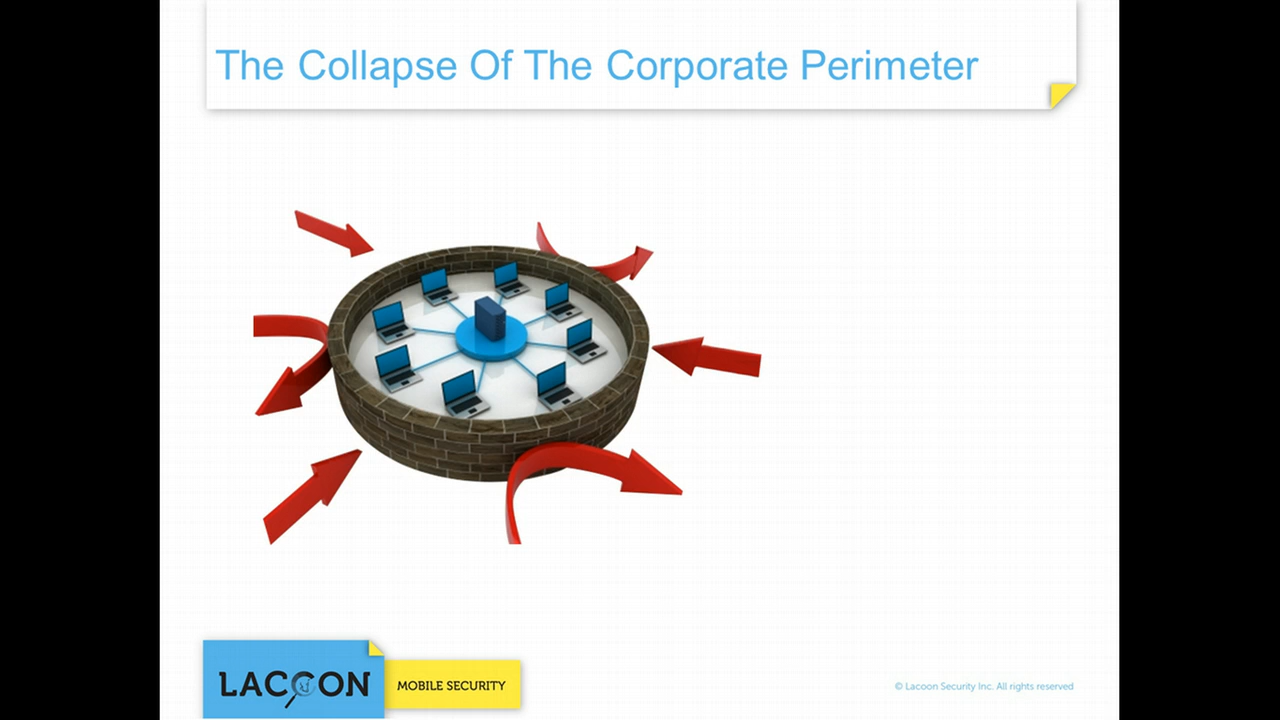 The Collapse Of The Corporate Perimeter
LACOON
MOBILE SECURITY
© Lacoon Security Inc. All rights reserved